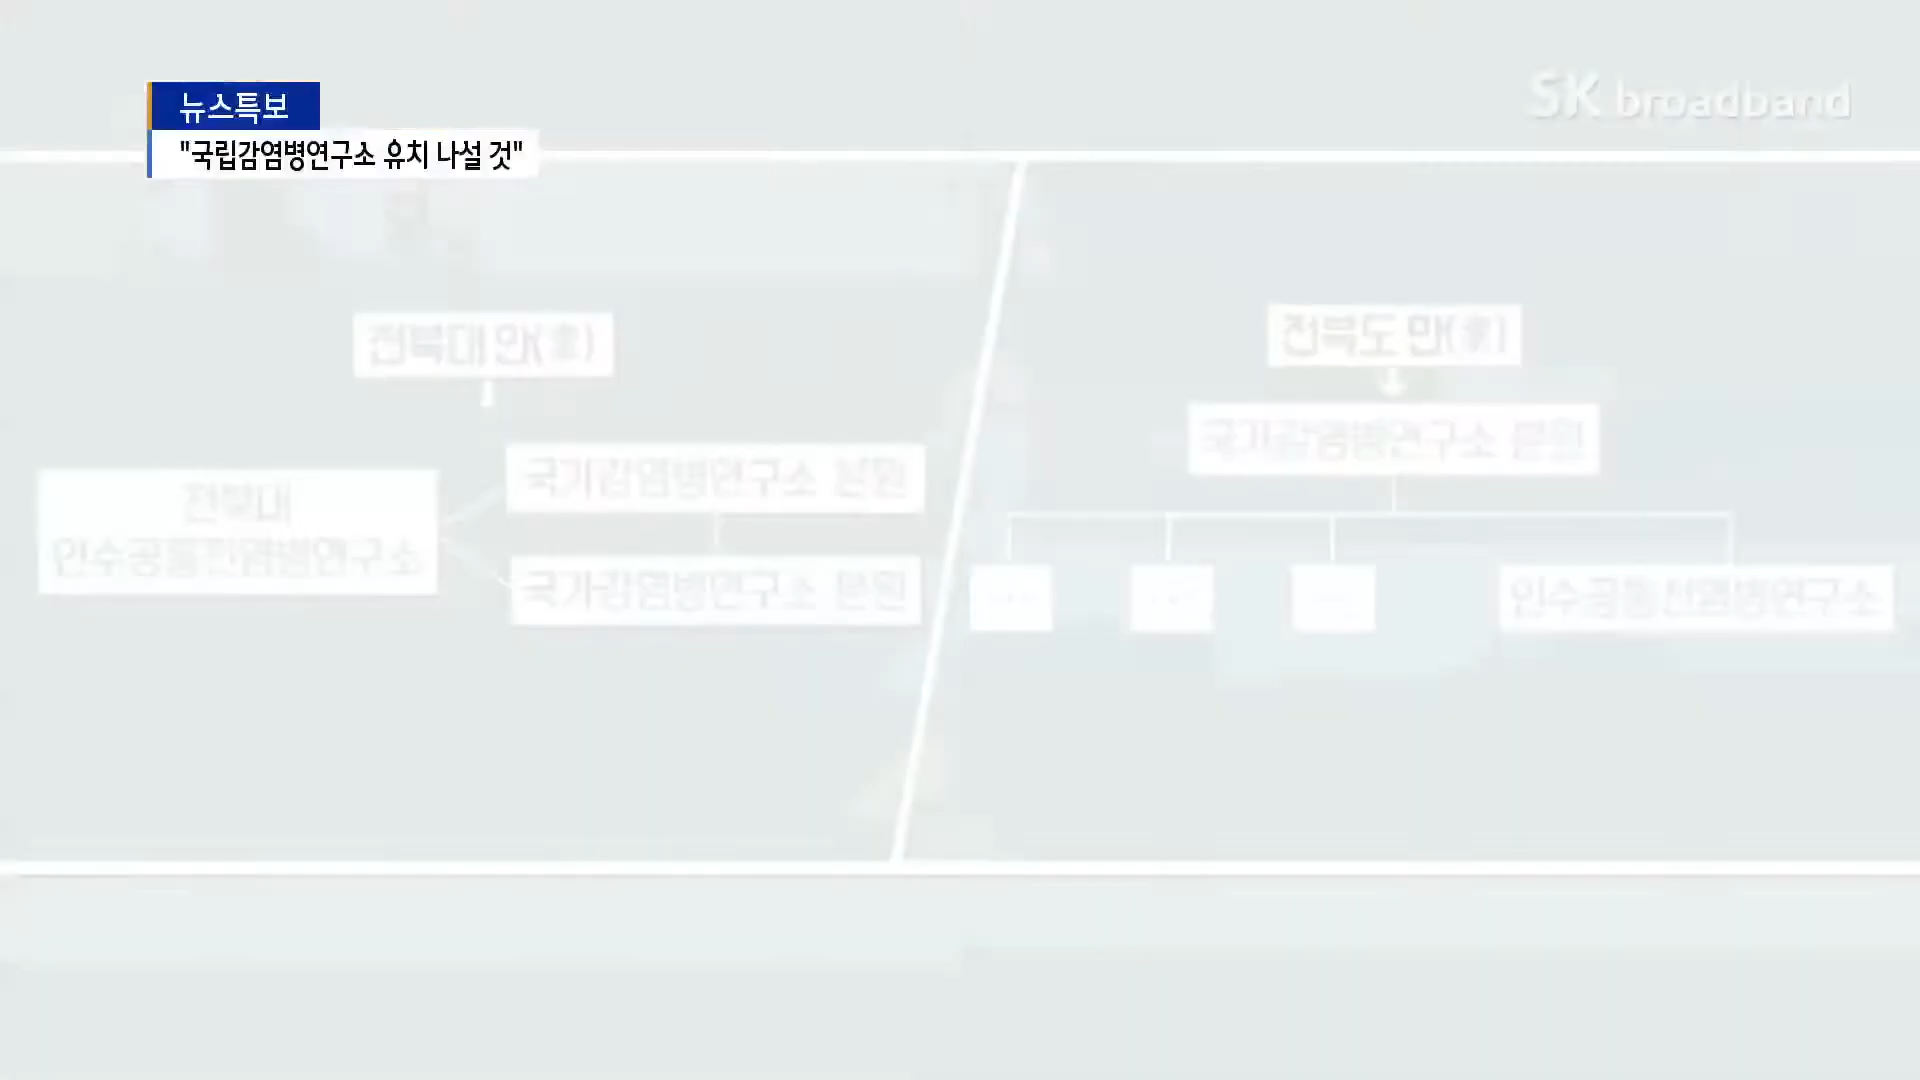 뉴스특보
SK broadband
"국립감염병연구소 유치 나설 것"
전북대 안(案)
전북도 안(案)
국가감염병연구소 본원
국가감염병연구소 본원
전북대
인수공통전염병연구소
국가감염병연구소 분원
인수공통전염병연구소